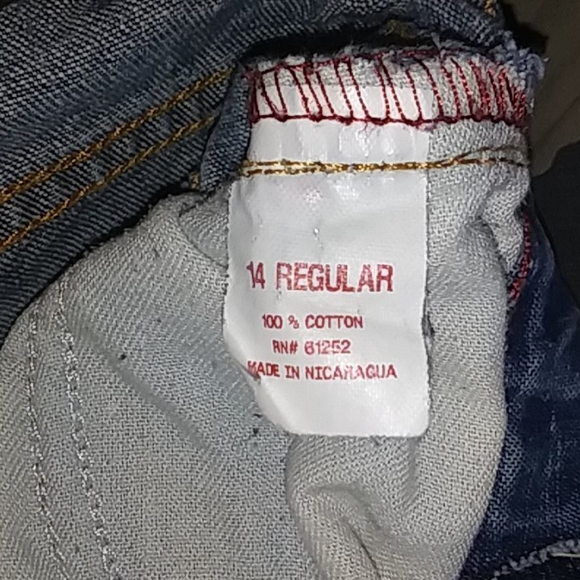 14 REGULAR
100 % COTTON
RN# 61252
MADE IN NICARAGUA